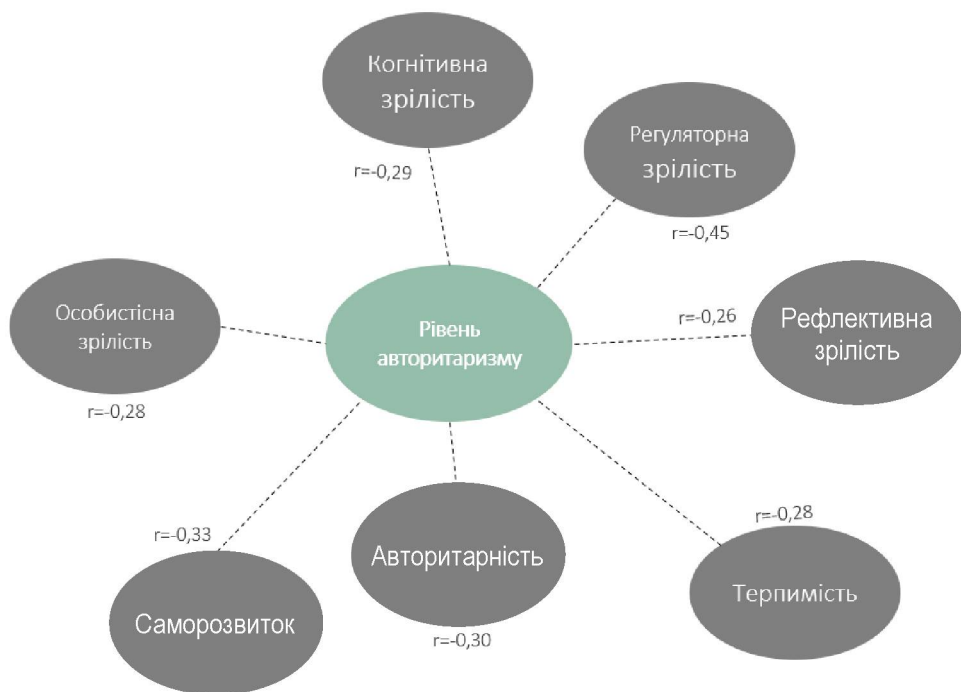 Когнітивна
зрілість
r=-0,29
Регуляторна
зрілість
r=-0,45
Особистісна
зрілість
r=-0,28
Рівень
авторитаризму
r=-0,26
Рефлективна
зрілість
r=-0,33
Саморозвиток
Авторитарність
r=-0,30
r=-0,28
Терпимість